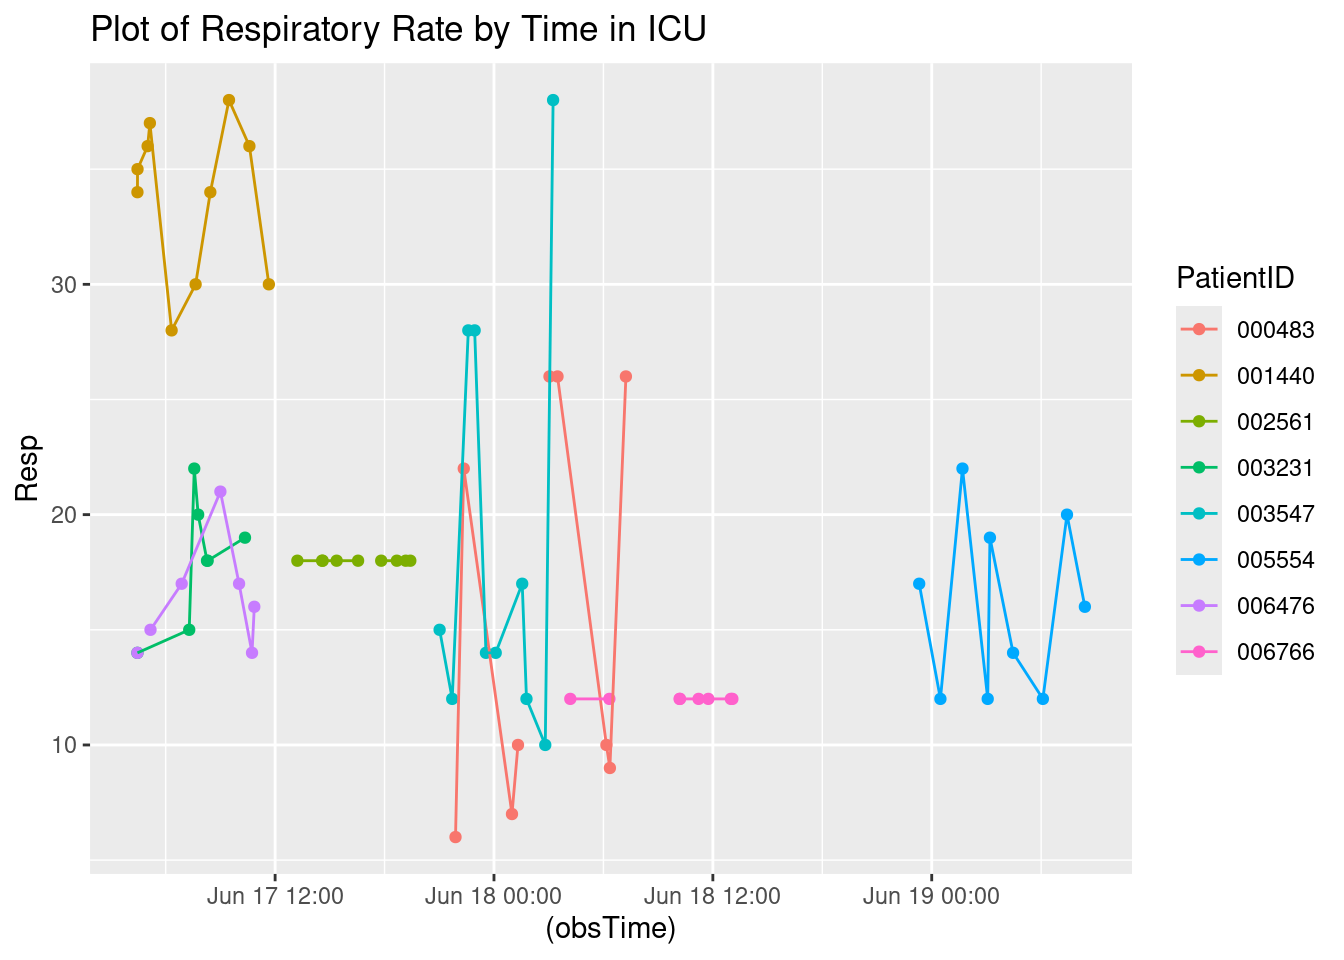 Plot of Respiratory Rate by Time in ICU
Resp
30
20
10
Jun 17 12:00
Jun 18 00:00
Jun 18 12:00
Jun 19 00:00
(obsTime)
PatientID
000483
001440
002561
003231
003547
005554
006476
006766